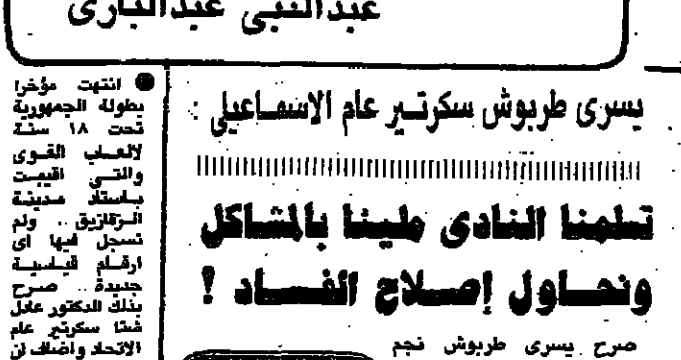 عبدالنبى عبدالبارى
يسرى طربوش سكرتير عام الاسماعيلى :
تسلمنا النادى مليئا بالمشاكل
ونحاول إصلاح الفساد !
صرح يسرى طربوش نجم
انتهت مؤخرا
بطولة الجمهورية
تحت ١٨ سنة
لالعاب القوى
والتى اقيمت
باستاد مدينة
الزقازيق .. ولم
تسجل فيها اى
ارقام قياسية
جديدة .. صرح
بذلك الدكتور عادل
سكرتير عام
الاتحاد واضاف ان